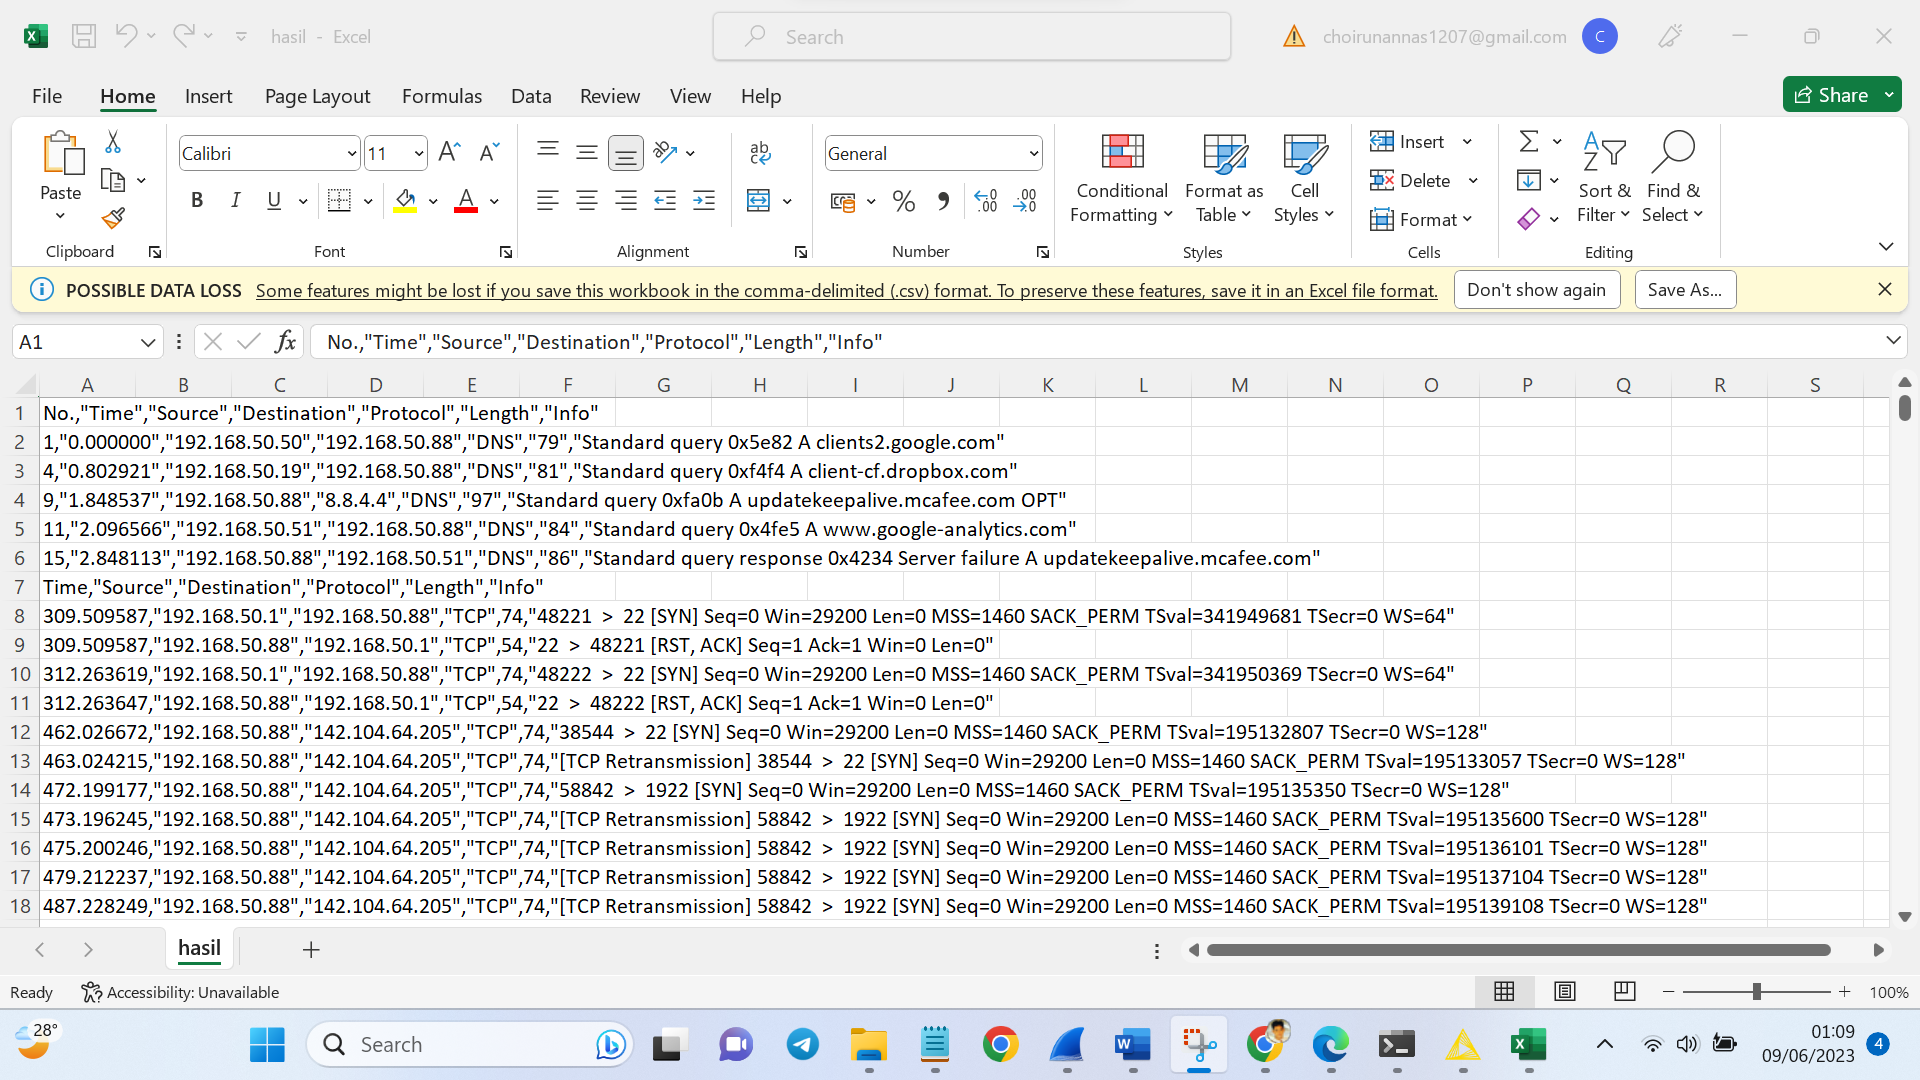 hasil - Excel
Search
choirunannas1207@gmail.com
C
File Home Insert Page Layout Formulas Data Review View Help
Share
Paste
Clipboard
Calibri
11
B I U
Font
ab
Alignment
General
Number
Conditional Formatting
Format as Table
Cell Styles
Styles
Insert
Delete
Format
Cells
Sort & Filter
Find & Select
Editing
POSSIBLE DATA LOSS Some features might be lost if you save this workbook in the comma-delimited (.csv) format. To preserve these features, save it in an Excel file format. Don't show again Save As...
A1 fx No.,"Time","Source","Destination","Protocol","Length","Info"
A B C D E F G H I J K L M N O P Q R S
1 No.,"Time","Source","Destination","Protocol","Length","Info"
2 1,"0.000000","192.168.50.50","192.168.50.88","DNS","79","Standard query 0x5e82 A clients2.google.com"
3 4,"0.802921","192.168.50.19","192.168.50.88","DNS","81","Standard query 0xf4f4 A client-cf.dropbox.com"
4 9,"1.848537","192.168.50.88","8.8.4.4","DNS","97","Standard query 0xfa0b A updatekeepalive.mcafee.com OPT"
5 11,"2.096566","192.168.50.51","192.168.50.88","DNS","84","Standard query 0x4fe5 A www.google-analytics.com"
6 15,"2.848113","192.168.50.88","192.168.50.51","DNS","86","Standard query response 0x4234 Server failure A updatekeepalive.mcafee.com"
7 Time,"Source","Destination","Protocol","Length","Info"
8 309.509587,"192.168.50.1","192.168.50.88","TCP",74,"48221 > 22 [SYN] Seq=0 Win=29200 Len=0 MSS=1460 SACK_PERM TSval=341949681 TSecr=0 WS=64"
9 309.509587,"192.168.50.88","192.168.50.1","TCP",54,"22 > 48221 [RST, ACK] Seq=1 Ack=1 Win=0 Len=0"
10 312.263619,"192.168.50.1","192.168.50.88","TCP",74,"48222 > 22 [SYN] Seq=0 Win=29200 Len=0 MSS=1460 SACK_PERM TSval=341950369 TSecr=0 WS=64"
11 312.263647,"192.168.50.88","192.168.50.1","TCP",54,"22 > 48222 [RST, ACK] Seq=1 Ack=1 Win=0 Len=0"
12 462.026672,"192.168.50.88","142.104.64.205","TCP",74,"38544 > 22 [SYN] Seq=0 Win=29200 Len=0 MSS=1460 SACK_PERM TSval=195132807 TSecr=0 WS=128"
13 463.024215,"192.168.50.88","142.104.64.205","TCP",74,"[TCP Retransmission] 38544 > 22 [SYN] Seq=0 Win=29200 Len=0 MSS=1460 SACK_PERM TSval=195133057 TSecr=0 WS=128"
14 472.199177,"192.168.50.88","142.104.64.205","TCP",74,"58842 > 1922 [SYN] Seq=0 Win=29200 Len=0 MSS=1460 SACK_PERM TSval=195135350 TSecr=0 WS=128"
15 473.196245,"192.168.50.88","142.104.64.205","TCP",74,"[TCP Retransmission] 58842 > 1922 [SYN] Seq=0 Win=29200 Len=0 MSS=1460 SACK_PERM TSval=195135600 TSecr=0 WS=128"
16 475.200246,"192.168.50.88","142.104.64.205","TCP",74,"[TCP Retransmission] 58842 > 1922 [SYN] Seq=0 Win=29200 Len=0 MSS=1460 SACK_PERM TSval=195136101 TSecr=0 WS=128"
17 479.212237,"192.168.50.88","142.104.64.205","TCP",74,"[TCP Retransmission] 58842 > 1922 [SYN] Seq=0 Win=29200 Len=0 MSS=1460 SACK_PERM TSval=195137104 TSecr=0 WS=128"
18 487.228249,"192.168.50.88","142.104.64.205","TCP",74,"[TCP Retransmission] 58842 > 1922 [SYN] Seq=0 Win=29200 Len=0 MSS=1460 SACK_PERM TSval=195139108 TSecr=0 WS=128"
hasil
Ready Accessibility: Unavailable 100%
28°
Search
01:09
09/06/2023
4